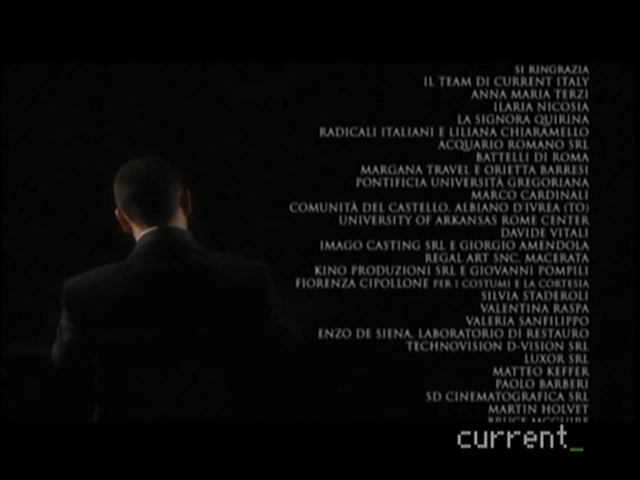 SI RINGRAZIA
IL TEAM DI CURRENT ITALY
ANNA MARIA TERZI
ILARIA NICOSIA
LA SIGNORA QUIRINA
RADICALI ITALIANI E LILIANA CHIARAMELLO
ACQUARIO ROMANO SRL
BATTELLI DI ROMA
MARGANA TRAVEL E ORIETTA BARRESI
PONTIFICIA UNIVERSITÀ GREGORIANA
MARCO CARDINALI
COMUNITÀ DEL CASTELLO, ALBIANO D'IVREA (TO)
UNIVERSITY OF ARKANSAS ROME CENTER
DAVIDE VITALI
IMAGO CASTING SRL E GIORGIO AMENDOLA
REGAL ART SNC. MACERATA
KINO PRODUZIONI SRL E GIOVANNI POMPILI
FIORENZA CIPOLLONE PER I COSTUMI E LA CORTESIA
SILVIA STADEROLI
VALENTINA RASPA
VALERIA SANFILIPPO
ENZO DE SIENA, LABORATORIO DI RESTAURO
TECHNOVISION D-VISION SRL
LUXOR SRL
MATTEO KEFFER
PAOLO BARBERI
SD CINEMATOGRAFICA SRL
MARTIN HOLVET
BRUCE MCGUIRE
current_